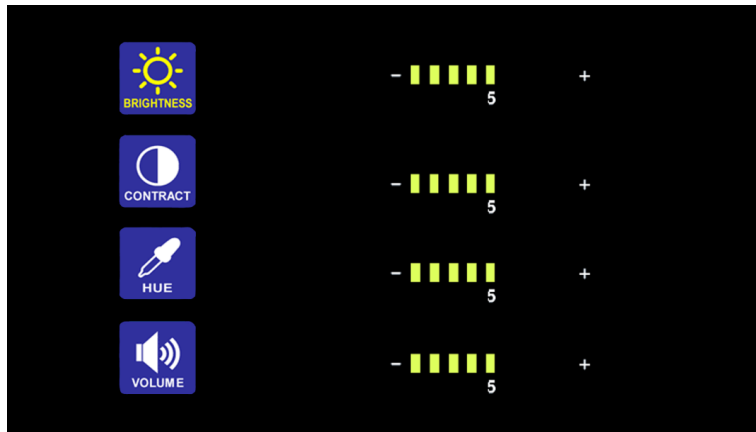 BRIGHTNESS - +
5
CONTRACT - +
5
HUE - +
5
VOLUME - +
5